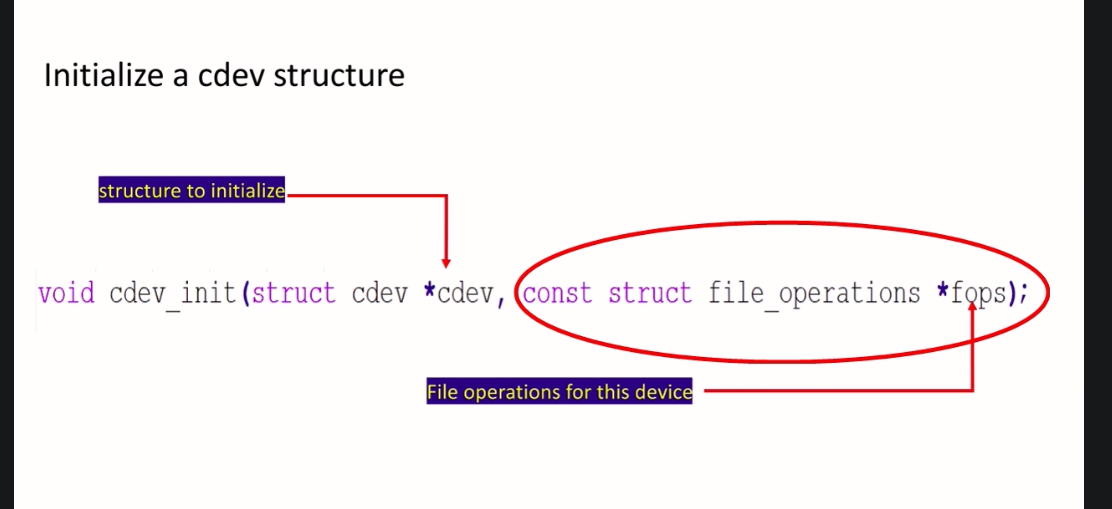 Initialize a cdev structure
structure to initialize
void cdev_init(struct cdev *cdev, const struct file_operations *fops);
File operations for this device